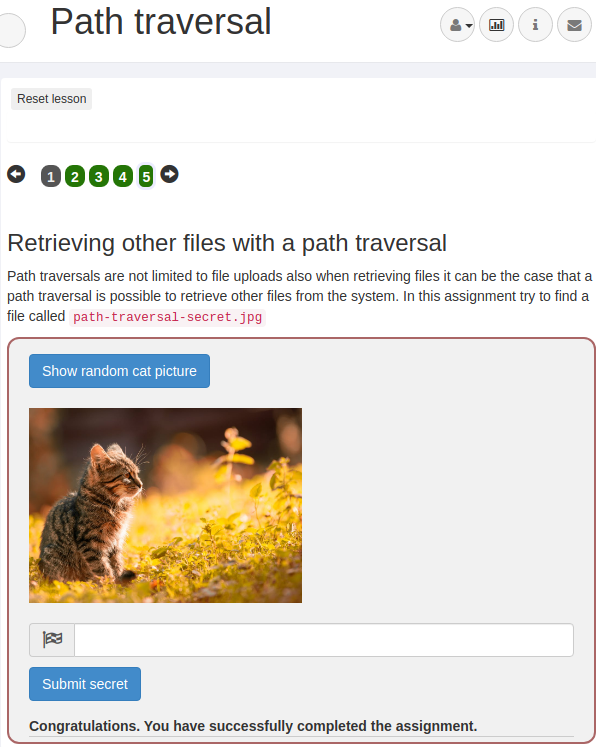 Path traversal
Reset lesson
1 2 3 4 5
Retrieving other files with a path traversal
Path traversals are not limited to file uploads also when retrieving files it can be the case that a
path traversal is possible to retrieve other files from the system. In this assignment try to find a
file called path-traversal-secret.jpg
Show random cat picture
Submit secret
Congratulations. You have successfully completed the assignment.